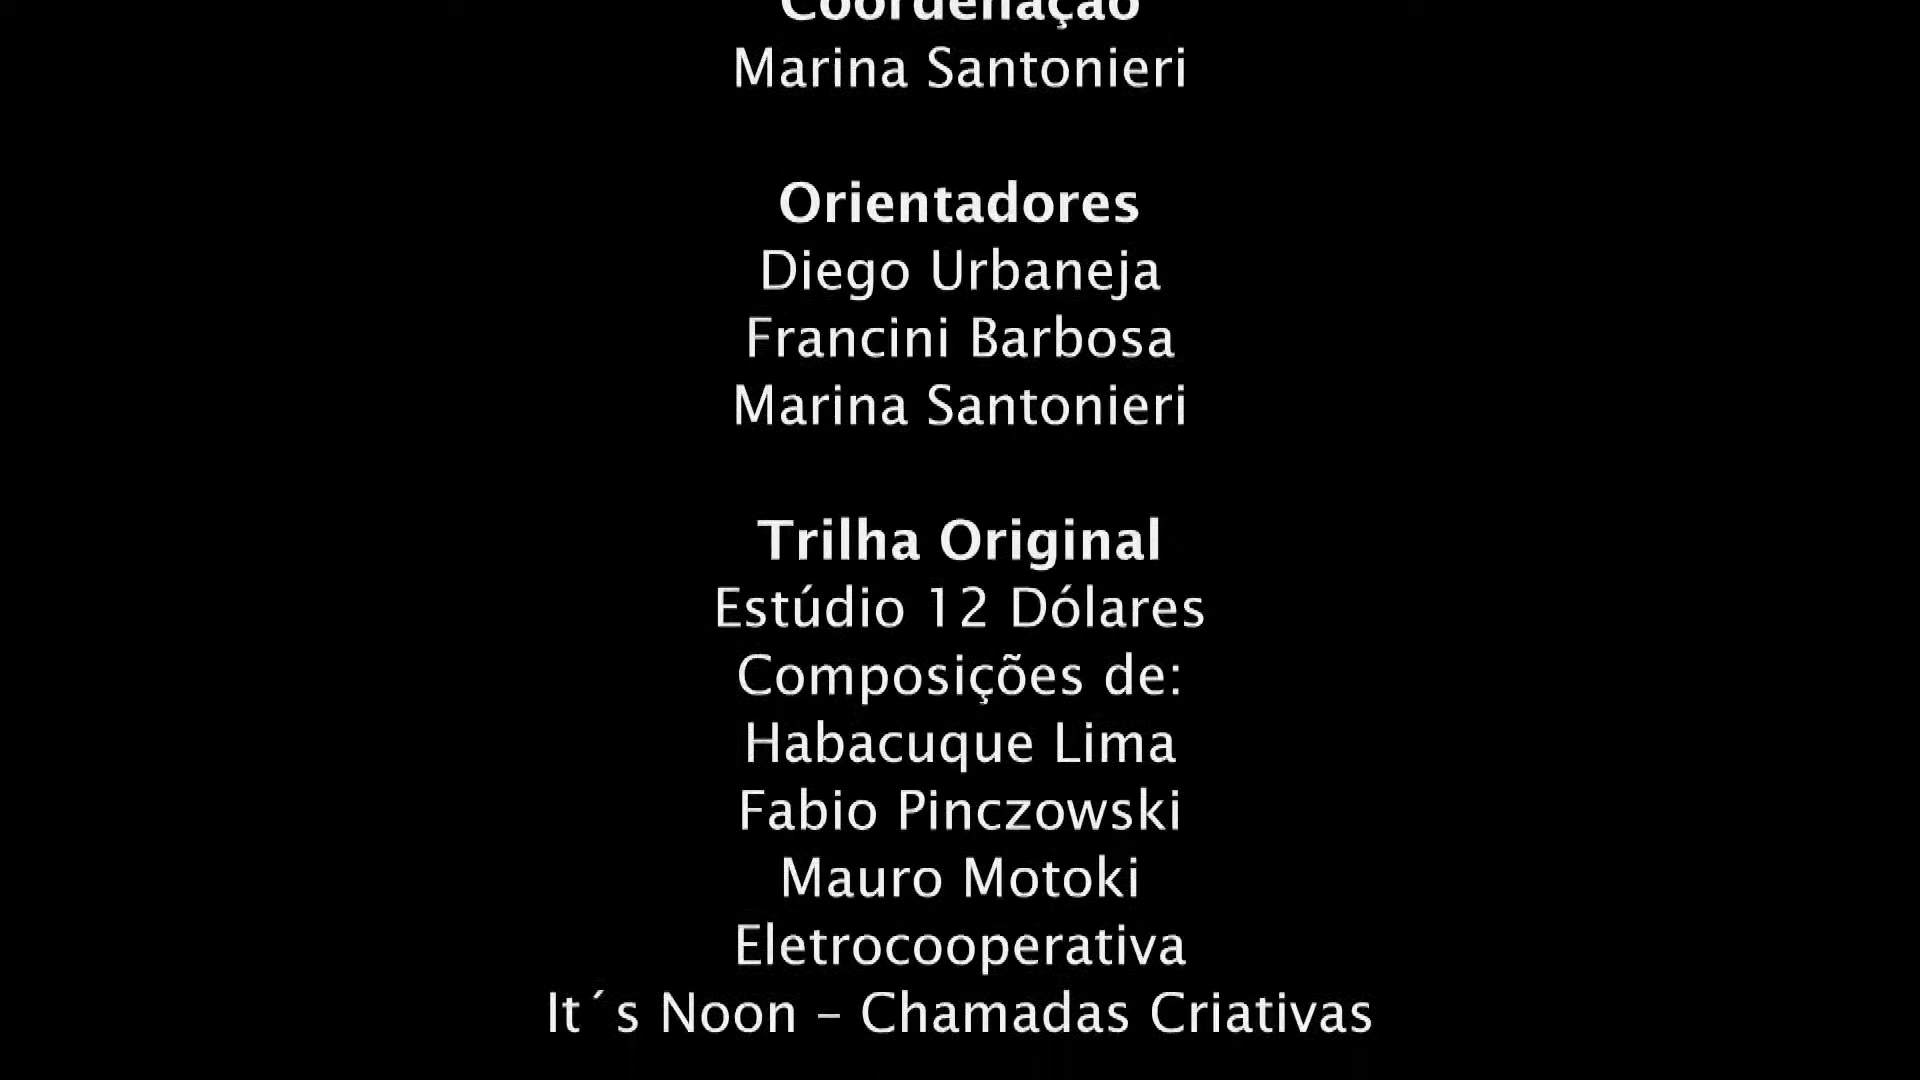 Coordenação
Marina Santonieri
Orientadores
Diego Urbaneja
Francini Barbosa
Marina Santonieri
Trilha Original
Estúdio 12 Dólares
Composições de:
Habacuque Lima
Fabio Pinczowski
Mauro Motoki
Eletrocooperativa
It´s Noon – Chamadas Criativas